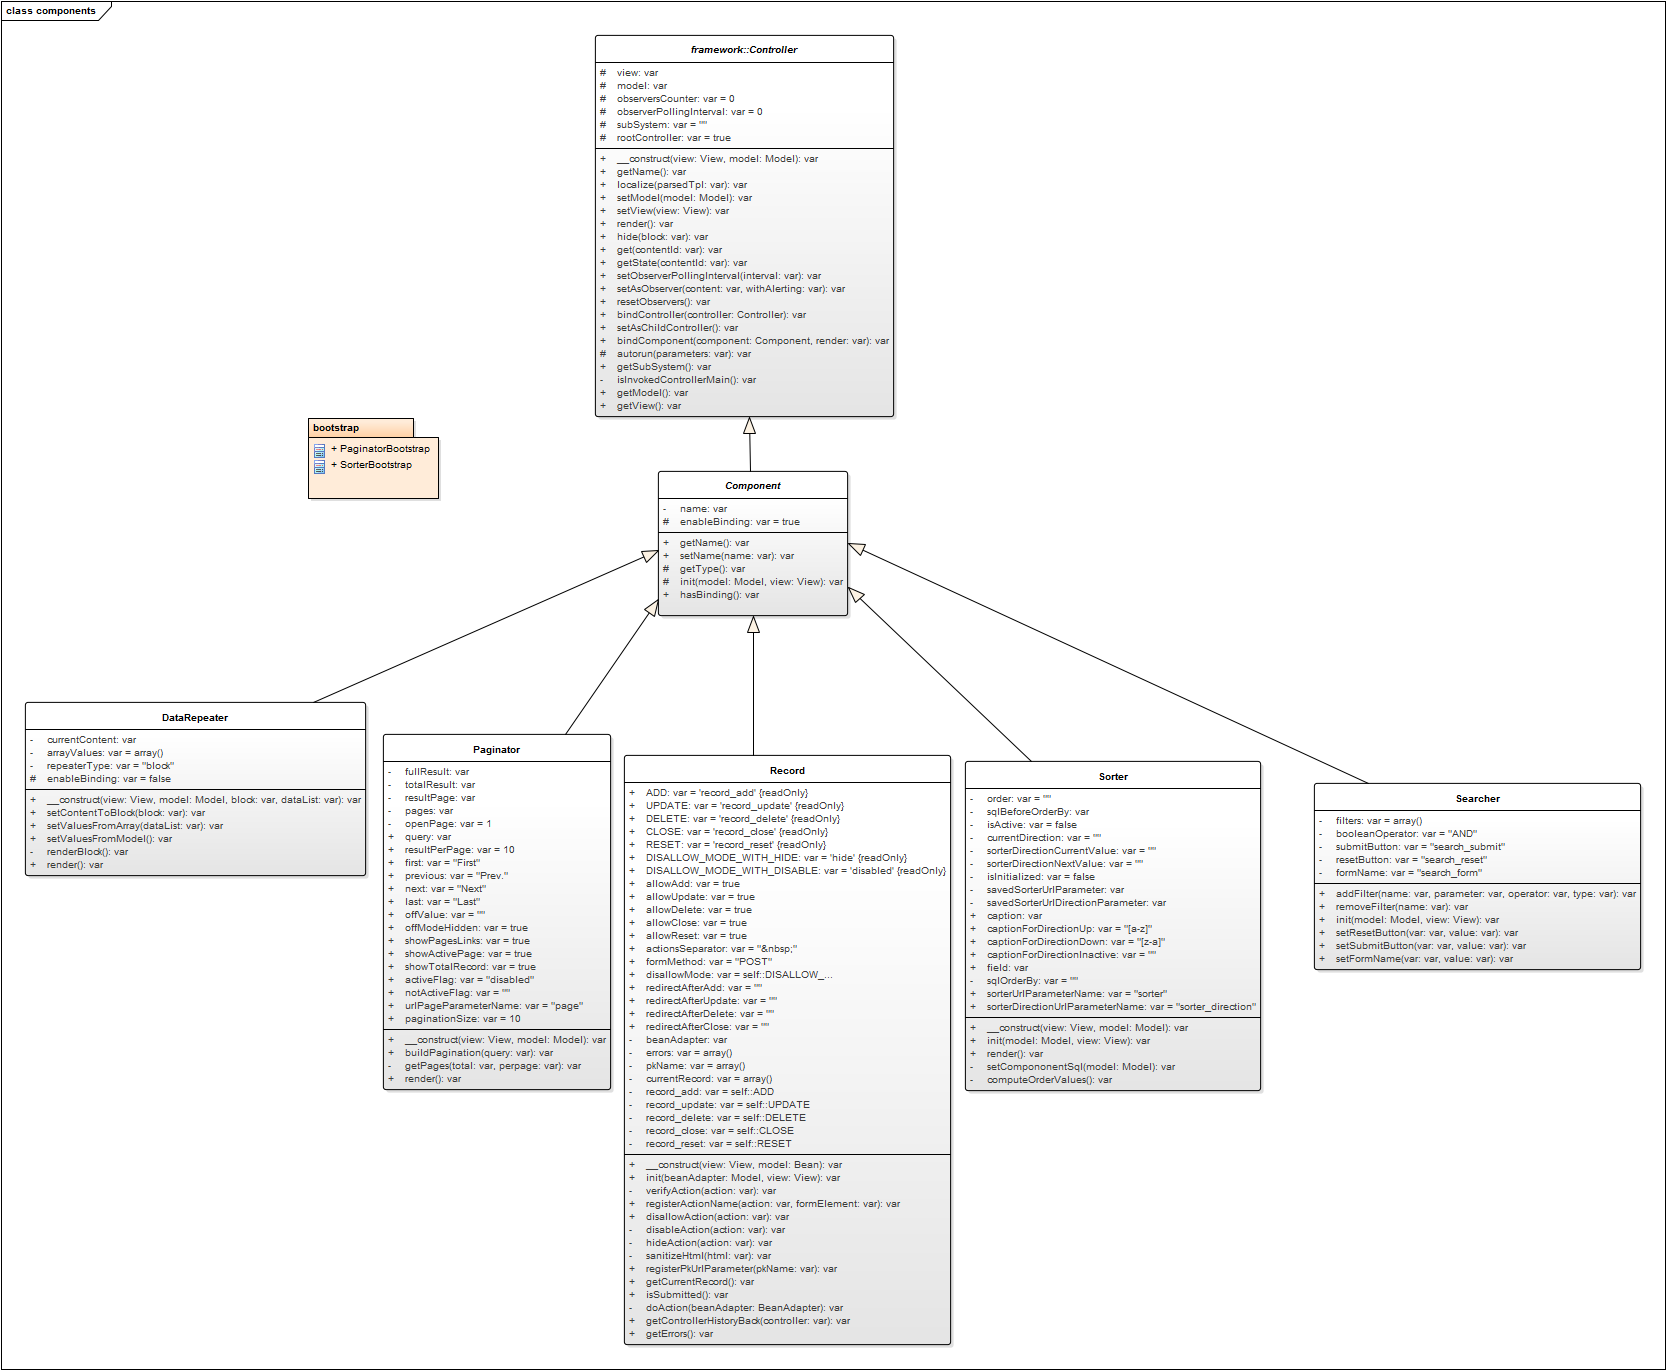 class components
framework::Controller
# view: var
# model: var
# observersCounter: var = 0
# observerPollingInterval: var = 0
# subSystem: var = ""
# rootController: var = true
+ __construct(view: View, model: Model): var
+ getName(): var
+ localize(parsedTpl: var): var
+ setModel(model: Model): var
+ setView(view: View): var
+ render(): var
+ hide(block: var): var
+ get(contentId: var): var
+ getState(contentId: var): var
+ setObserverPollingInterval(interval: var): var
+ setAsObserver(content: var, withAlerting: var): var
+ resetObservers(): var
+ bindController(controller: Controller): var
+ setAsChildController(): var
+ bindComponent(component: Component, render: var): var
# autorun(parameters: var): var
+ getSubSystem(): var
- isInvokedControllerMain(): var
+ getModel(): var
+ getView(): var
bootstrap
+ PaginatorBootstrap
+ SorterBootstrap
Component
- name: var
# enableBinding: var = true
+ getName(): var
+ setName(name: var): var
# getType(): var
# init(model: Model, view: View): var
+ hasBinding(): var
DataRepeater
- currentContent: var
- arrayValues: var = array()
- repeaterType: var = "block"
# enableBinding: var = false
+ __construct(view: View, model: Model, block: var, dataList: var): var
+ setContentToBlock(block: var): var
+ setValuesFromArray(dataList: var): var
+ setValuesFromModel(): var
- renderBlock(): var
+ render(): var
Paginator
- fullResult: var
- totalResult: var
- resultPage: var
- pages: var
- openPage: var = 1
+ query: var
+ resultPerPage: var = 10
+ first: var = "First"
+ previous: var = "Prev."
+ next: var = "Next"
+ last: var = "Last"
+ offValue: var = ""
+ offModeHidden: var = true
+ showPagesLinks: var = true
+ showActivePage: var = true
+ showTotalRecord: var = true
+ activeFlag: var = "disabled"
+ notActiveFlag: var = ""
+ urlPageParameterName: var = "page"
+ paginationSize: var = 10
+ __construct(view: View, model: Model): var
+ buildPagination(query: var): var
- getPages(total: var, perpage: var): var
+ render(): var
Record
+ ADD: var = 'record_add' {readOnly}
+ UPDATE: var = 'record_update' {readOnly}
+ DELETE: var = 'record_delete' {readOnly}
+ CLOSE: var = 'record_close' {readOnly}
+ RESET: var = 'record_reset' {readOnly}
+ DISALLOW_MODE_WITH_HIDE: var = 'hide' {readOnly}
+ DISALLOW_MODE_WITH_DISABLE: var = 'disabled' {readOnly}
+ allowAdd: var = true
+ allowUpdate: var = true
+ allowDelete: var = true
+ allowClose: var = true
+ allowReset: var = true
+ actionsSeparator: var = "&nbsp;"
+ formMethod: var = "POST"
+ disallowMode: var = self::DISALLOW_...
+ redirectAfterAdd: var = ""
+ redirectAfterUpdate: var = ""
+ redirectAfterDelete: var = ""
+ redirectAfterClose: var = ""
- beanAdapter: var
- errors: var = array()
- pkName: var = array()
- currentRecord: var = array()
- record_add: var = self::ADD
- record_update: var = self::UPDATE
- record_delete: var = self::DELETE
- record_close: var = self::CLOSE
- record_reset: var = self::RESET
+ __construct(view: View, model: Bean): var
+ init(beanAdapter: Model, view: View): var
- verifyAction(action: var): var
+ registerActionName(action: var, formElement: var): var
+ disallowAction(action: var): var
- disableAction(action: var): var
- hideAction(action: var): var
- sanitizeHtml(html: var): var
+ registerPkUrlParameter(pkName: var): var
+ getCurrentRecord(): var
+ isSubmitted(): var
- doAction(beanAdapter: BeanAdapter): var
+ getControllerHistoryBack(controller: var): var
+ getErrors(): var
Sorter
- order: var = ""
- sqlBeforeOrderBy: var
- isActive: var = false
- currentDirection: var = ""
- sorterDirectionCurrentValue: var = ""
- sorterDirectionNextValue: var = ""
- isInitialized: var = false
- savedSorterUrlParameter: var
- savedSorterUrlDirectionParameter: var
+ caption: var
+ captionForDirectionUp: var = "[a-z]"
+ captionForDirectionDown: var = "[z-a]"
+ captionForDirectionInactive: var = ""
+ field: var
- sqlOrderBy: var = ""
+ sorterUrlParameterName: var = "sorter"
+ sorterDirectionUrlParameterName: var = "sorter_direction"
+ __construct(view: View, model: Model): var
+ init(model: Model, view: View): var
+ render(): var
- setCompononentSql(model: Model): var
- computeOrderValues(): var
Searcher
- filters: var = array()
- booleanOperator: var = "AND"
- submitButton: var = "search_submit"
- resetButton: var = "search_reset"
- formName: var = "search_form"
+ addFilter(name: var, parameter: var, operator: var, type: var): var
+ removeFilter(name: var): var
+ init(model: Model, view: View): var
+ setResetButton(var: var, value: var): var
+ setSubmitButton(var: var, value: var): var
+ setFormName(var: var, value: var): var